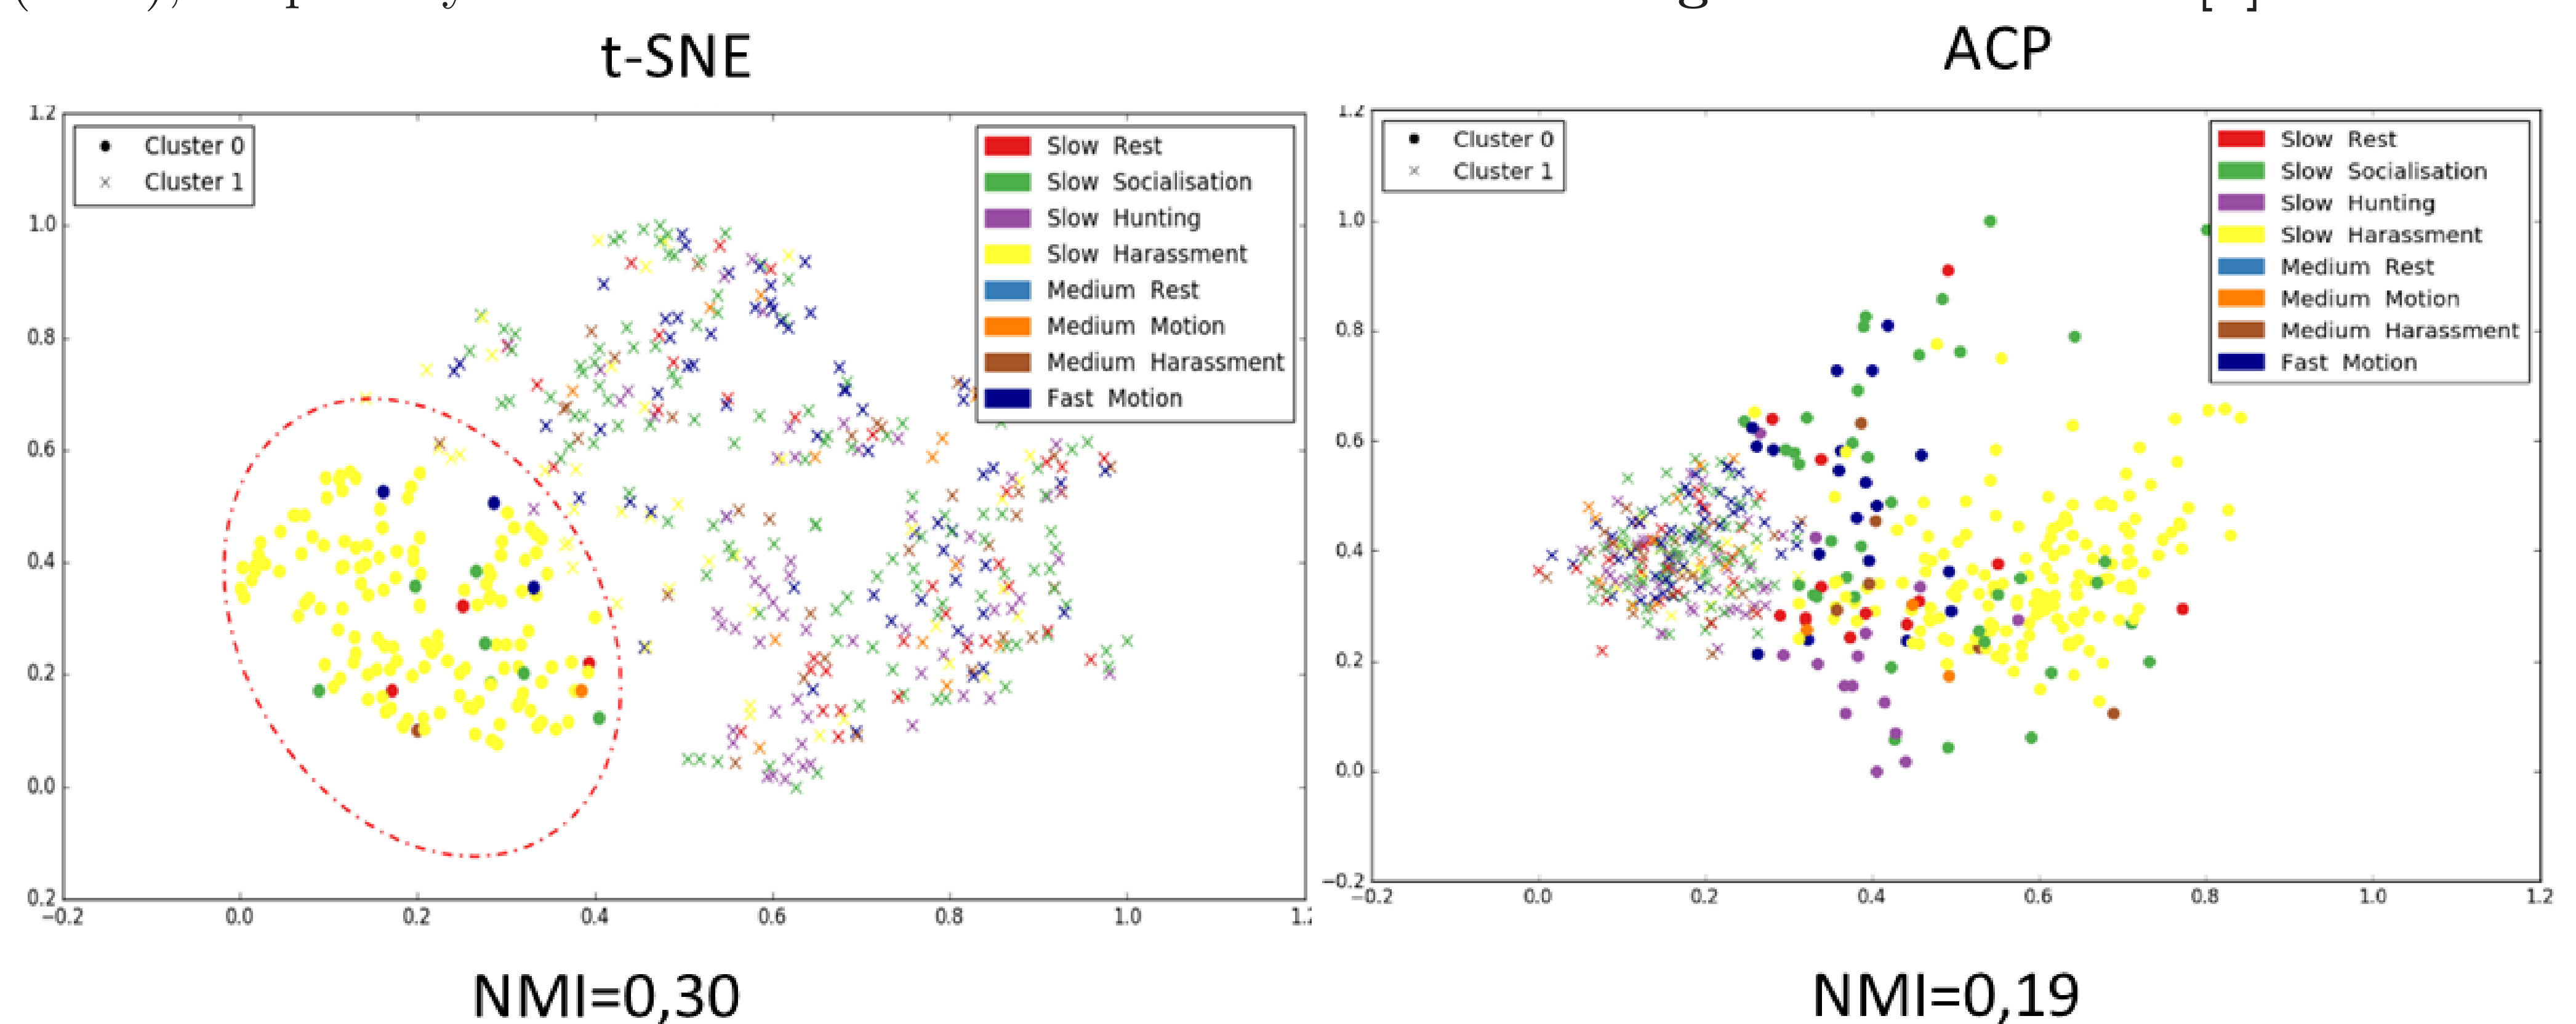 t-SNE
1.2
Cluster 0
Cluster 1
Slow Rest
Slow Socialisation
Slow Hunting
Slow Harassment
Medium Rest
Medium Motion
Medium Harassment
Fast Motion
1.0
0.8
0.6
0.4
0.2
0.0
0.2
−0.2 0.0 0.2 0.4 0.6 0.8 1.0
NMI=0,30
ACP
1.2
Cluster 0
Cluster 1
Slow Rest
Slow Socialisation
Slow Hunting
Slow Harassment
Medium Rest
Medium Motion
Medium Harassment
Fast Motion
1.0
0.8
0.6
0.4
0.2
0.0
−0.2
−0.2 0.0 0.2 0.4 0.6 0.8 1.0 1.2
NMI=0,19